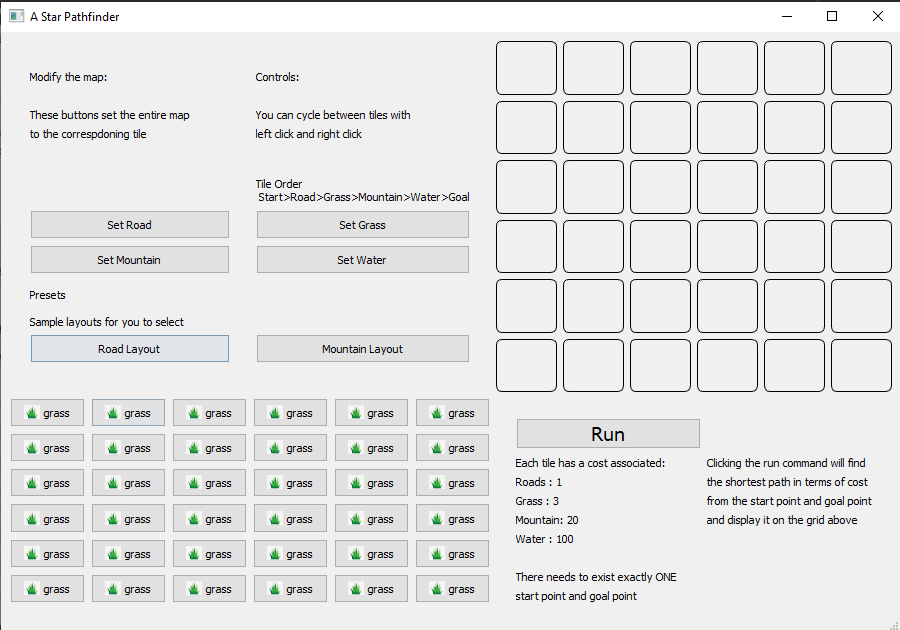 A Star Pathfinder
Modify the map:
These buttons set the entire map
to the correspdoning tile
Controls:
You can cycle between tiles with
left click and right click
Tile Order
Start>Road>Grass>Mountain>Water>Goal
Set Road
Set Grass
Set Mountain
Set Water
Presets
Sample layouts for you to select
Road Layout
Mountain Layout
grass grass grass grass grass grass
grass grass grass grass grass grass
grass grass grass grass grass grass
grass grass grass grass grass grass
grass grass grass grass grass grass
grass grass grass grass grass grass
Run
Each tile has a cost associated:
Roads : 1
Grass : 3
Mountain: 20
Water : 100
There needs to exist exactly ONE
start point and goal point
Clicking the run command will find
the shortest path in terms of cost
from the start point and goal point
and display it on the grid above